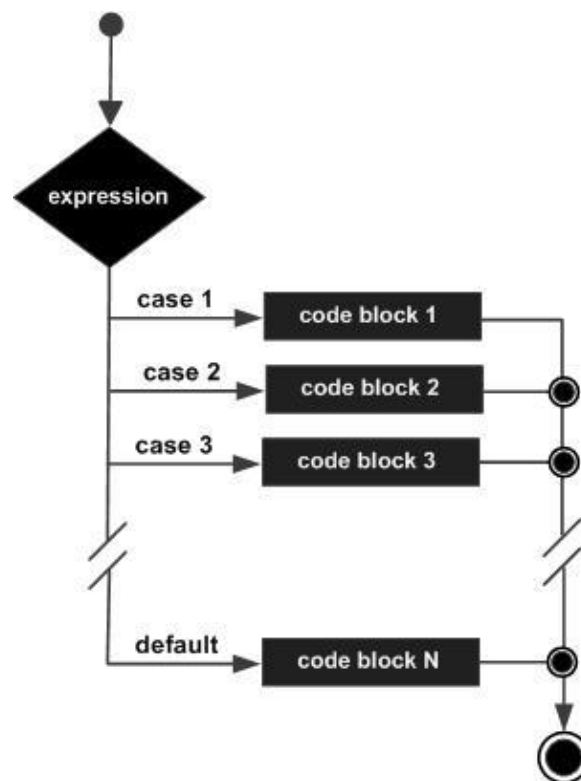 expression
case 1
code block 1
case 2
code block 2
case 3
code block 3
default
code block N